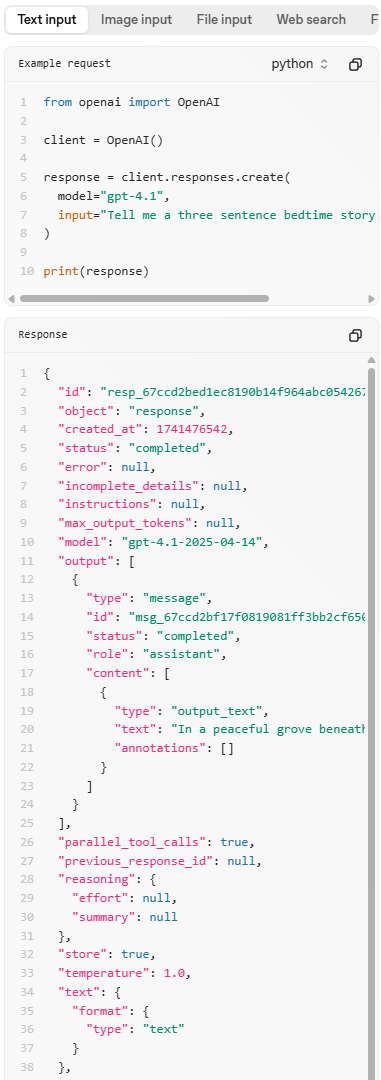 Text input Image input File input Web search F
Example request python
1 from openai import OpenAI
2
3 client = OpenAI()
4
5 response = client.responses.create(
6   model="gpt-4.1",
7   input="Tell me a three sentence bedtime story
8 )
9
10 print(response)
Response
1 {
2   "id": "resp_67ccd2bed1ec8190b14f964abc05426
3   "object": "response",
4   "created_at": 1741476542,
5   "status": "completed",
6   "error": null,
7   "incomplete_details": null,
8   "instructions": null,
9   "max_output_tokens": null,
10   "model": "gpt-4.1-2025-04-14",
11   "output": [
12     {
13       "type": "message",
14       "id": "msg_67ccd2bf17f0819081ff3bb2cf65
15       "status": "completed",
16       "role": "assistant",
17       "content": [
18         {
19           "type": "output_text",
20           "text": "In a peaceful grove beneath
21           "annotations": []
22         }
23       ]
24     }
25   ],
26   "parallel_tool_calls": true,
27   "previous_response_id": null,
28   "reasoning": {
29     "effort": null,
30     "summary": null
31   },
32   "store": true,
33   "temperature": 1.0,
34   "text": {
35     "format": {
36       "type": "text"
37     }
38   },